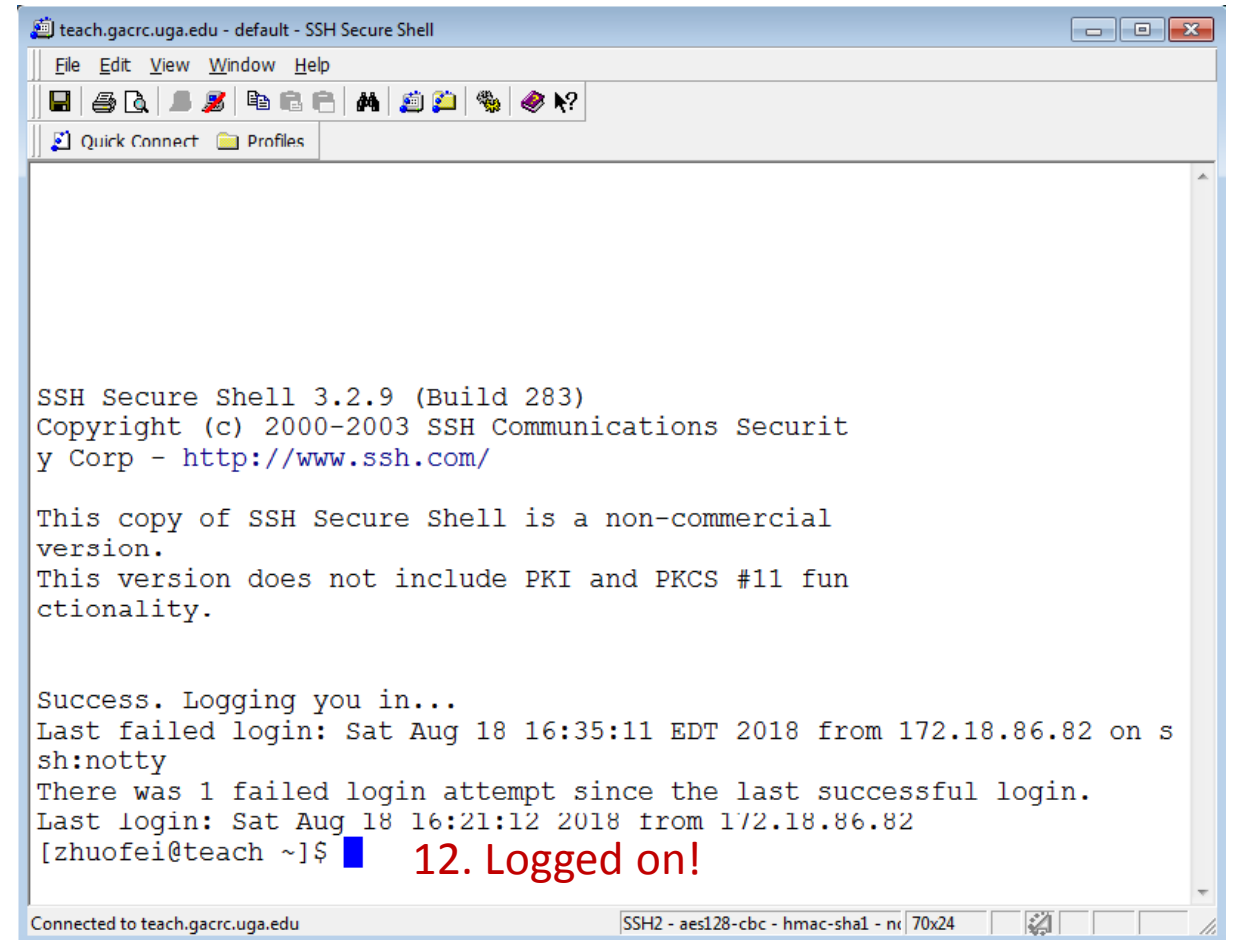 teach.gacrc.uga.edu - default - SSH Secure Shell
File Edit View Window Help
Quick Connect Profiles
SSH Secure Shell 3.2.9 (Build 283)
Copyright (c) 2000-2003 SSH Communications Securit
y Corp - http://www.ssh.com/
This copy of SSH Secure Shell is a non-commercial
version.
This version does not include PKI and PKCS #11 fun
ctionality.
Success. Logging you in...
Last failed login: Sat Aug 18 16:35:11 EDT 2018 from 172.18.86.82 on s
sh:notty
There was 1 failed login attempt since the last successful login.
Last login: Sat Aug 18 16:21:12 2018 from 172.18.86.82
[zhuofei@teach ~]$ 12. Logged on!
Connected to teach.gacrc.uga.edu SSH2 - aes128-cbc - hmac-sha1 - 70x24